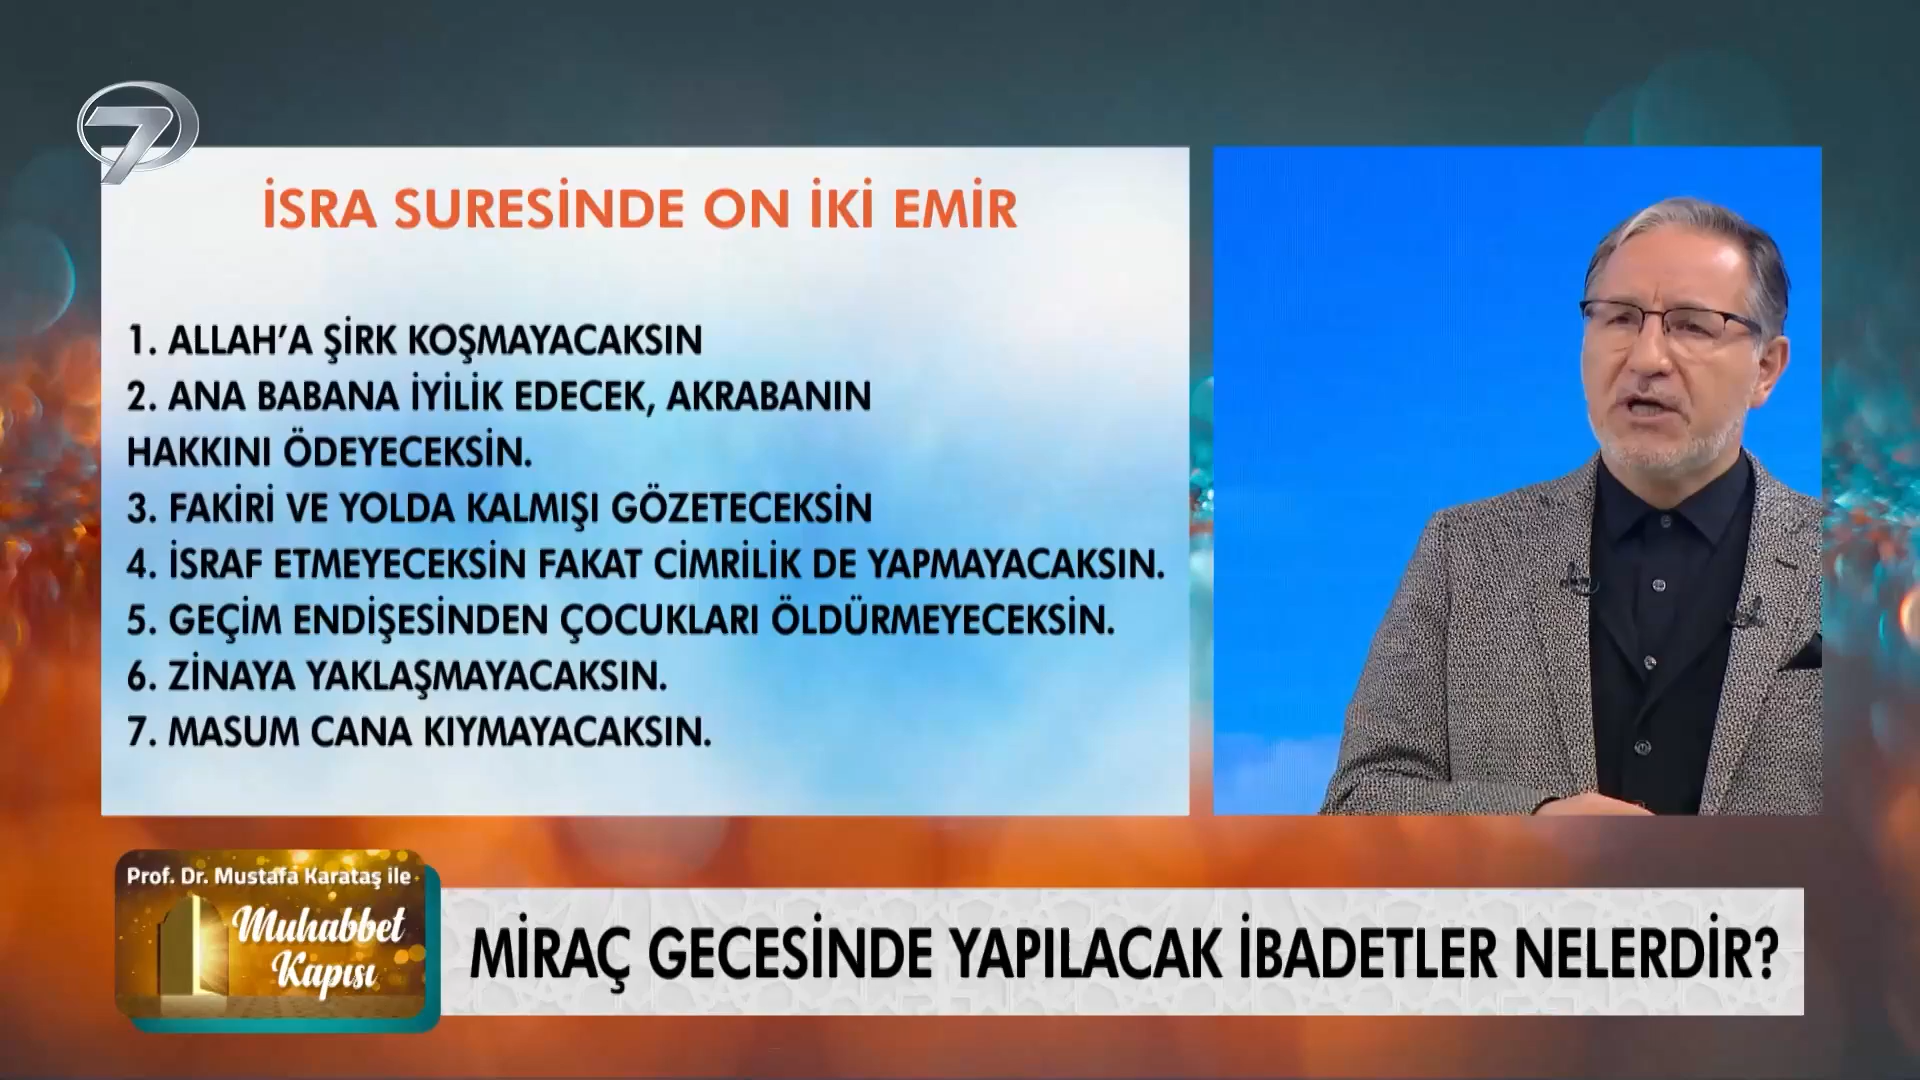 7
İSRA SURESİNDE ON İKİ EMİR
1. ALLAH'A ŞİRK KOŞMAYACAKSIN
2. ANA BABANA İYİLİK EDECEK, AKRABANIN
HAKKINI ÖDEYECEKSİN.
3. FAKİRİ VE YOLDA KALMIŞI GÖZETECEKSİN
4. İSRAF ETMEYECEKSİN FAKAT CİMRİLİK DE YAPMAYACAKSIN.
5. GEÇİM ENDİŞESİNDEN ÇOCUKLARI ÖLDÜRMEYECEKSİN.
6. ZİNAYA YAKLAŞMAYACAKSIN.
7. MASUM CANA KIYMAYACAKSIN.
Prof. Dr. Mustafa Karataş ile
Muhabbet
Kapısı
MİRAÇ GECESİNDE YAPILACAK İBADETLER NELERDİR?